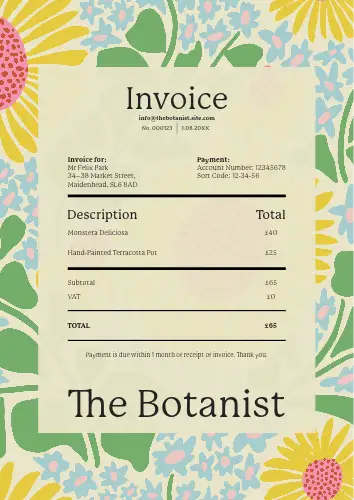 Invoice
info@thebotanist.site.com
No. 000123 | 1.08.20XX
Invoice for:
Mr Felix Park
34–38 Market Street,
Maidenhead, SL6 8AD
Payment:
Account Number: 12345678
Sort Code: 12-34-56
Description Total
Monstera Deliciosa £40
Hand-Painted Terracotta Pot £25
Subtotal £65
VAT £0
TOTAL £65
Payment is due within 1 month or receipt or invoice. Thank you.
The Botanist